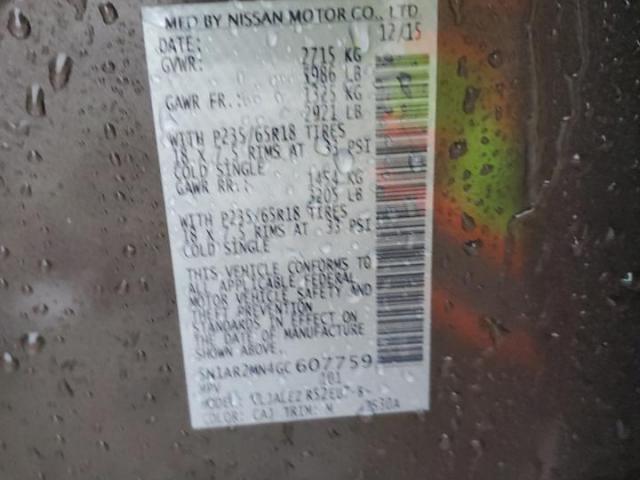 MFD BY NISSAN MOTOR CO., LTD
DATE: 12/15
GVWR: 2715 KG
5986 LB
GAWR FR.: 1325 KG
2921 LB
WITH P235/65R18 TIRES
18 X 7.5 RIMS AT 33 PSI
COLD SINGLE
GAWR RR.: 1454 KG
3205 LB
WITH P235/65R18 TIRES
18 X 7.5 RIMS AT 33 PSI
COLD SINGLE
THIS VEHICLE CONFORMS TO
ALL APPLICABLE FEDERAL
MOTOR VEHICLE SAFETY AND
THEFT PREVENTION
STANDARDS IN EFFECT ON
THE DATE OF MANUFACTURE
SHOWN ABOVE.
5N1AR2MN4GC607759
MPV 101
MODEL:
COLOR: CAJ TRIM: M